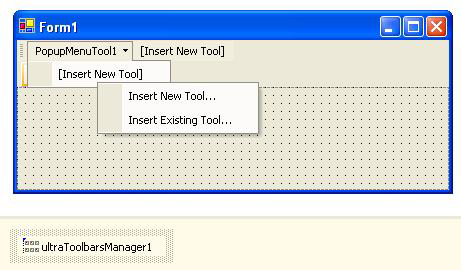 Form1
PopupMenuTool1 [Insert New Tool]
[Insert New Tool]
Insert New Tool...
Insert Existing Tool...
ultraToolbarsManager1